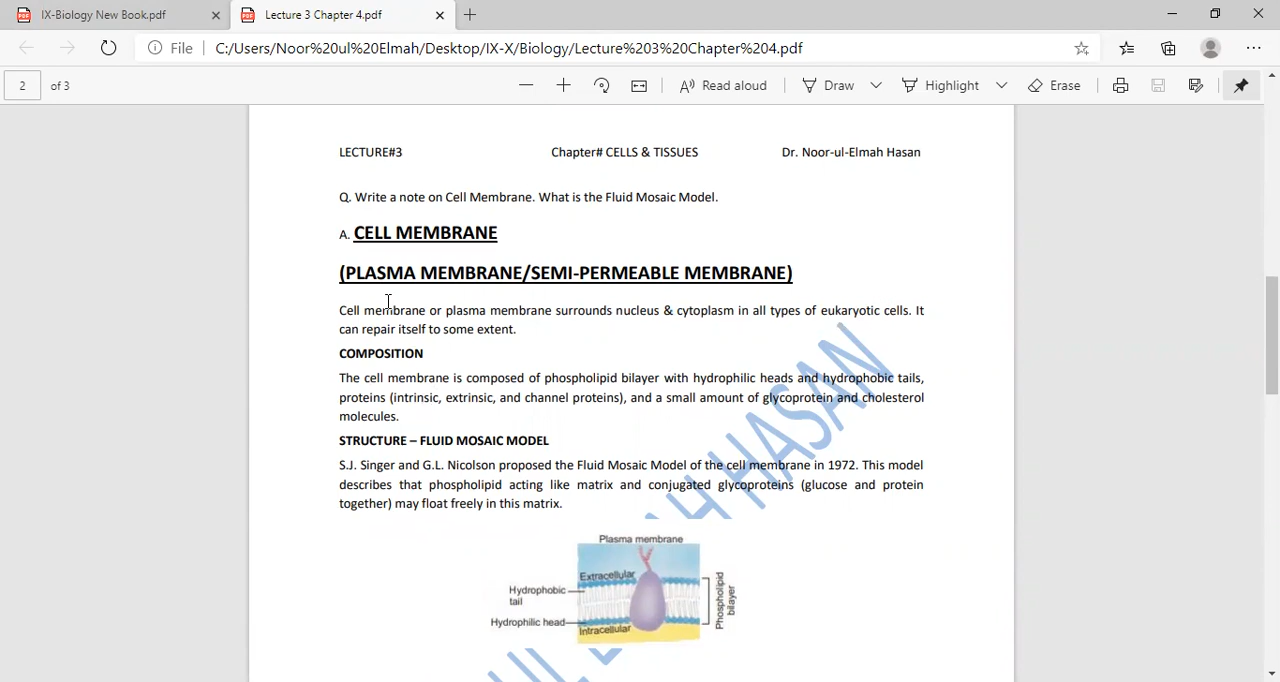 IX-Biology New Book.pdf
Lecture 3 Chapter 4.pdf
File
C:/Users/Noor%20ul%20Elmah/Desktop/IX-X/Biology/Lecture%203%20Chapter%204.pdf
2 of 3
Read aloud
Draw
Highlight
Erase
LECTURE#3 Chapter# CELLS & TISSUES Dr. Noor-ul-Elmah Hasan
Q. Write a note on Cell Membrane. What is the Fluid Mosaic Model.
A. CELL MEMBRANE
(PLASMA MEMBRANE/SEMI-PERMEABLE MEMBRANE)
Cell membrane or plasma membrane surrounds nucleus & cytoplasm in all types of eukaryotic cells. It
can repair itself to some extent.
COMPOSITION
The cell membrane is composed of phospholipid bilayer with hydrophilic heads and hydrophobic tails,
proteins (intrinsic, extrinsic, and channel proteins), and a small amount of glycoprotein and cholesterol
molecules.
STRUCTURE – FLUID MOSAIC MODEL
S.J. Singer and G.L. Nicolson proposed the Fluid Mosaic Model of the cell membrane in 1972. This model
describes that phospholipid acting like matrix and conjugated glycoproteins (glucose and protein
together) may float freely in this matrix.
Plasma membrane
Extracellular
Hydrophobic
tail
Hydrophilic head
Intracellular
Phospholipid
bilayer
HASAN